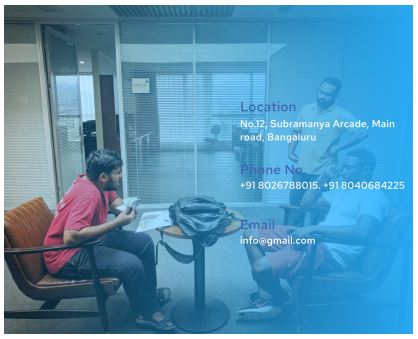 Location
No.12, Subramanya Arcade, Main
road, Bangaluru
Phone No.
+91 8026788015, +91 8040684225
Email
info@gmail.com